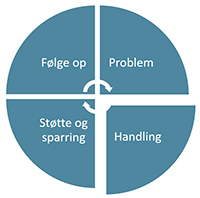 Følge op
Problem
Støtte og
sparring
Handling